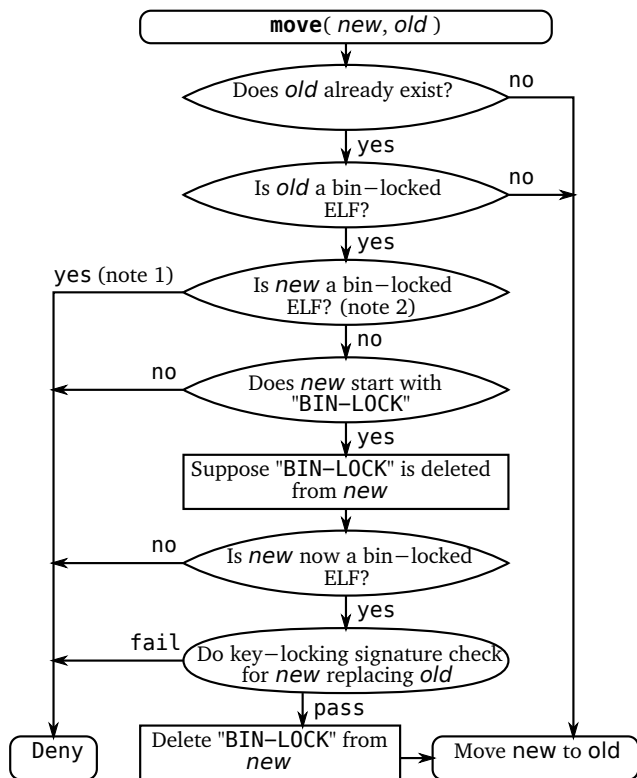 move( new, old )
Does old already exist?
no
yes
Is old a bin−locked
ELF?
no
yes
yes (note 1)
Is new a bin−locked
ELF? (note 2)
no
no
Does new start with
"BIN−LOCK"
yes
Suppose "BIN−LOCK" is deleted
from new
no
Is new now a bin−locked
ELF?
yes
fail
Do key−locking signature check
for new replacing old
pass
Deny
Delete "BIN−LOCK" from
new
Move new to old